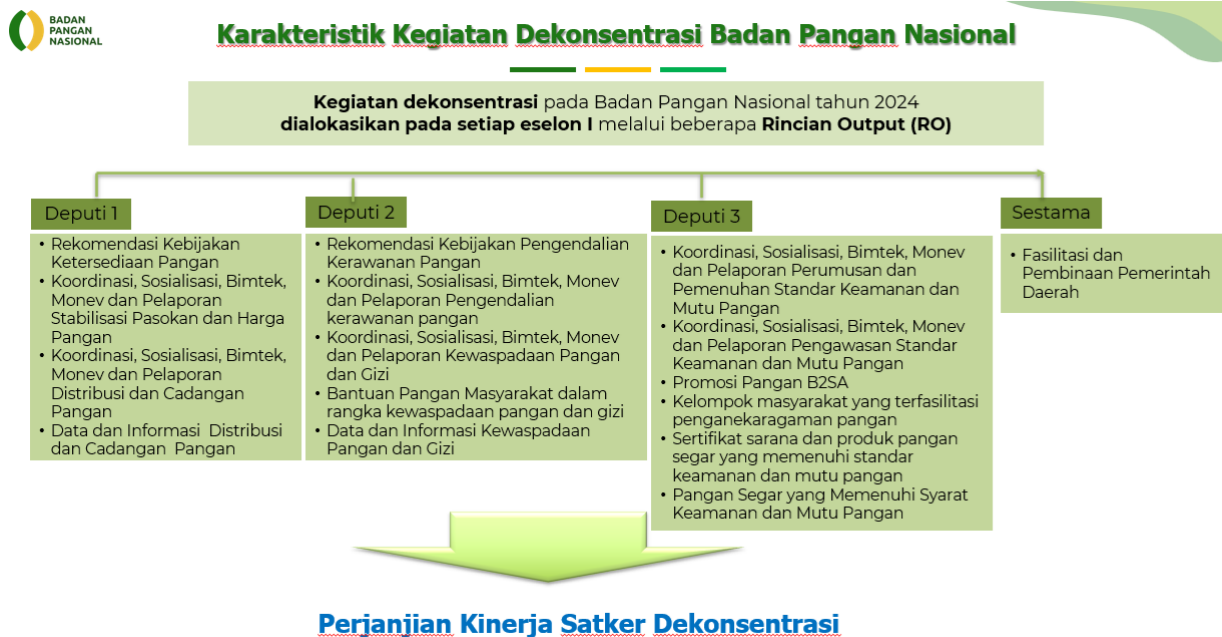 BADAN
PANGAN
NASIONAL
Karakteristik Kegiatan Dekonsentrasi Badan Pangan Nasional
Kegiatan dekonsentrasi pada Badan Pangan Nasional tahun 2024
dialokasikan pada setiap eselon I melalui beberapa Rincian Output (RO)
Deputi 1
• Rekomendasi Kebijakan
Ketersediaan Pangan
• Koordinasi, Sosialisasi, Bimtek,
Monev dan Pelaporan
Stabilisasi Pasokan dan Harga
Pangan
• Koordinasi, Sosialisasi, Bimtek,
Monev dan Pelaporan
Distribusi dan Cadangan
Pangan
• Data dan Informasi Distribusi
dan Cadangan Pangan
Deputi 2
• Rekomendasi Kebijakan Pengendalian
Kerawanan Pangan
• Koordinasi, Sosialisasi, Bimtek, Monev
dan Pelaporan Pengendalian
kerawanan pangan
• Koordinasi, Sosialisasi, Bimtek, Monev
dan Pelaporan Kewaspadaan Pangan
dan Gizi
• Bantuan Pangan Masyarakat dalam
rangka kewaspadaan pangan dan gizi
• Data dan Informasi Kewaspadaan
Pangan dan Gizi
Deputi 3
• Koordinasi, Sosialisasi, Bimtek, Monev
dan Pelaporan Perumusan dan
Pemenuhan Standar Keamanan dan
Mutu Pangan
• Koordinasi, Sosialisasi, Bimtek, Monev
dan Pelaporan Pengawasan Standar
Keamanan dan Mutu Pangan
• Promosi Pangan B2SA
• Kelompok masyarakat yang terfasilitasi
penganekaragaman pangan
• Sertifikat sarana dan produk pangan
segar yang memenuhi standar
keamanan dan mutu pangan
• Pangan Segar yang Memenuhi Syarat
Keamanan dan Mutu Pangan
Sestama
• Fasilitasi dan
Pembinaan Pemerintah
Daerah
Perjanjian Kinerja Satker Dekonsentrasi